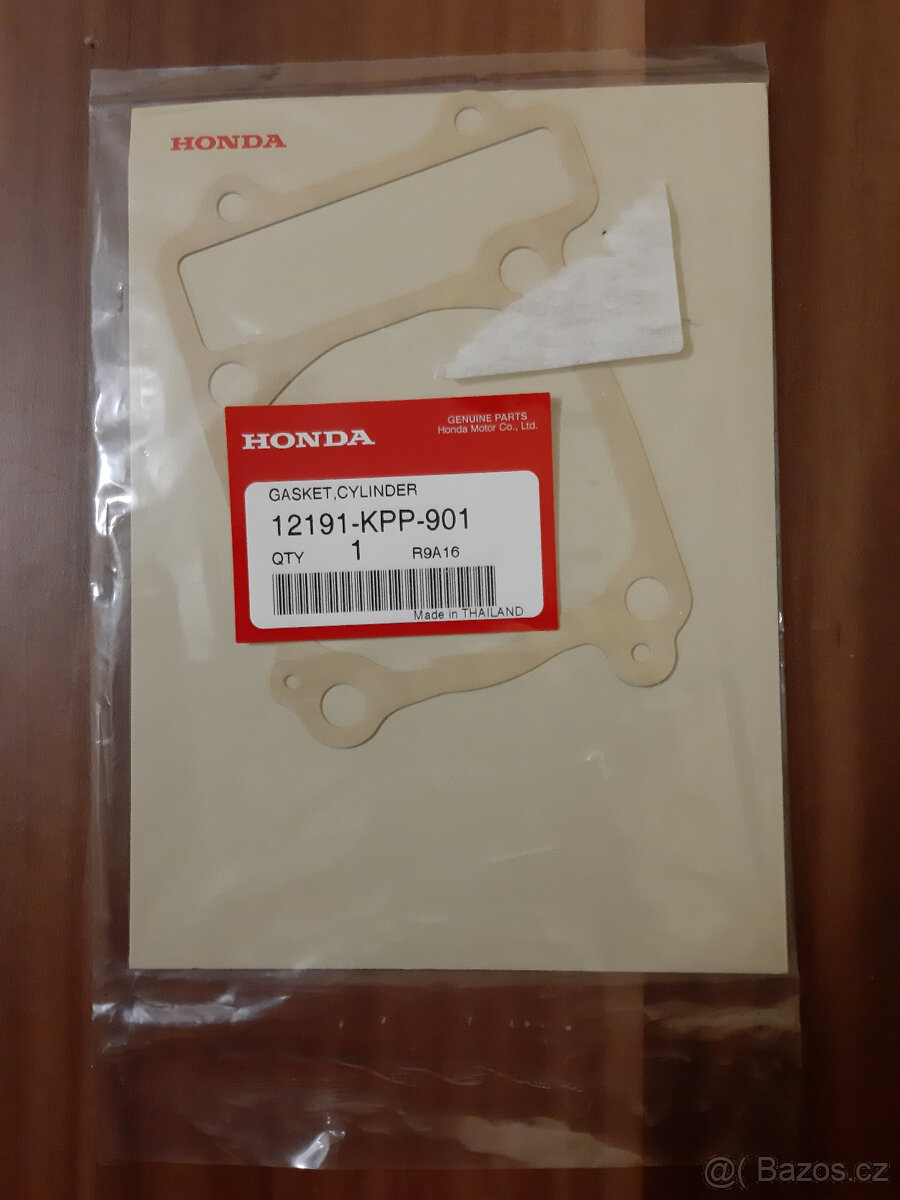 HONDA
HONDA
GENUINE PARTS
Honda Motor Co., Ltd.
GASKET,CYLINDER
12191-KPP-901
QTY 1 R9A16
Made in THAILAND
@( Bazos.cz